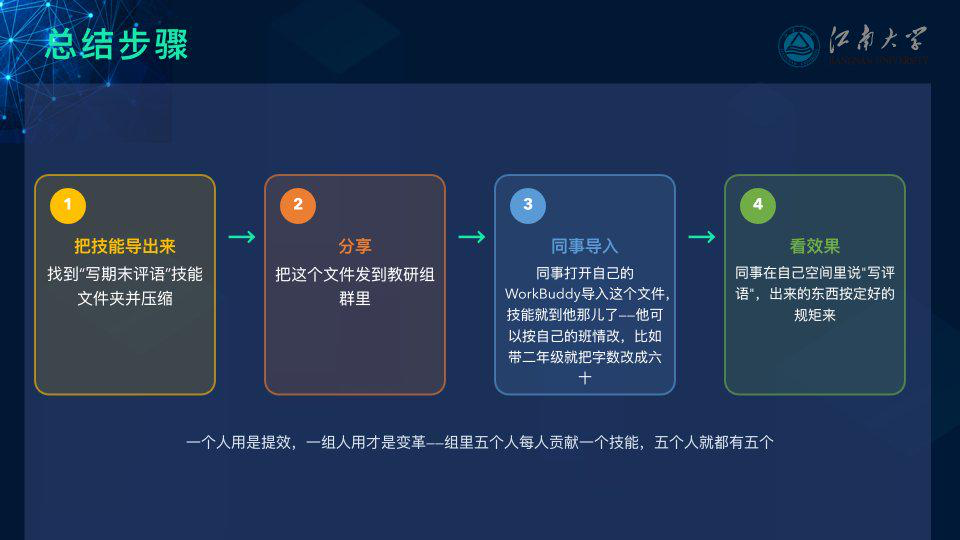 总结步骤
江南大学
JIANGNAN UNIVERSITY
1
把技能导出来
找到“写期末评语”技能
文件夹并压缩
2
分享
把这个文件发到教研组
群里
3
同事导入
同事打开自己的
WorkBuddy导入这个文件，
技能就到他那儿了——他可
以按自己的班情改，比如
带二年级就把字数改成六
十
4
看效果
同事在自己空间里说"写评
语"，出来的东西按定好的
规矩来
一个人用是提效，一组人用才是变革——组里五个人每人贡献一个技能，五个人就都有五个